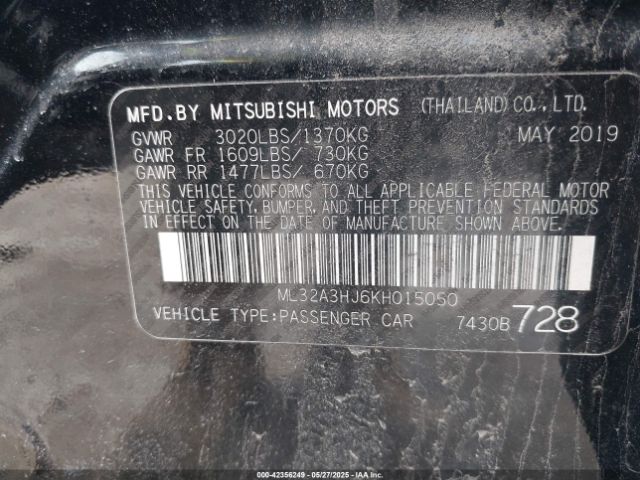 MFD.BY MITSUBISHI MOTORS (THAILAND)CO.,LTD.
GVWR 3020LBS/1370KG MAY 2019
GAWR FR 1609LBS/ 730KG
GAWR RR 1477LBS/ 670KG
THIS VEHICLE CONFORMS TO ALL APPLICABLE FEDERAL MOTOR
VEHICLE SAFETY, BUMPER, AND THEFT PREVENTION STANDARDS
IN EFFECT ON THE DATE OF MANUFACTURE SHOWN ABOVE.
ML32A3HJ6KH015050
VEHICLE TYPE:PASSENGER CAR 7430B 728
000-42356249 - 05/27/2025 - IAAI.COM